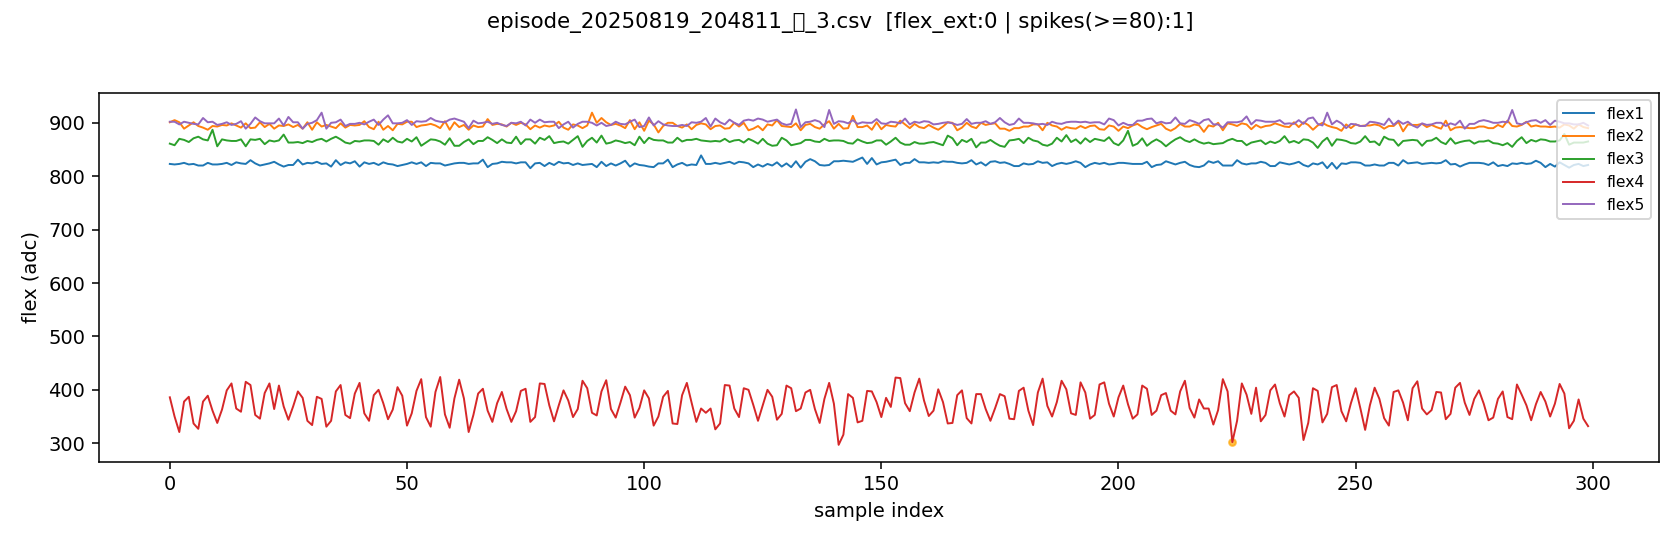 episode_20250819_204811_▯_3.csv [flex_ext:0 | spikes(>=80):1]
flex (adc)
900
800
700
600
500
400
300
0
50
100
150
200
250
300
sample index
flex1
flex2
flex3
flex4
flex5